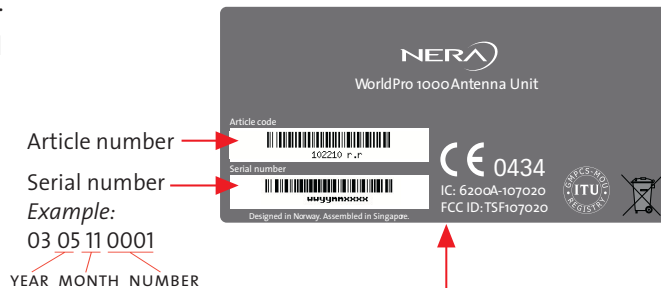 NERA
WorldPro 1000 Antenna Unit
Article code
102210 r.r
Article number
Serial number
wwyynnxxxx
Serial number
Example:
03 05 11 0001
YEAR MONTH NUMBER
Designed in Norway. Assembled in Singapore.
CE 0434
IC: 6200A-107020
FCC ID: TSF107020
GMPCS-MOU
ITU
REGISTRY